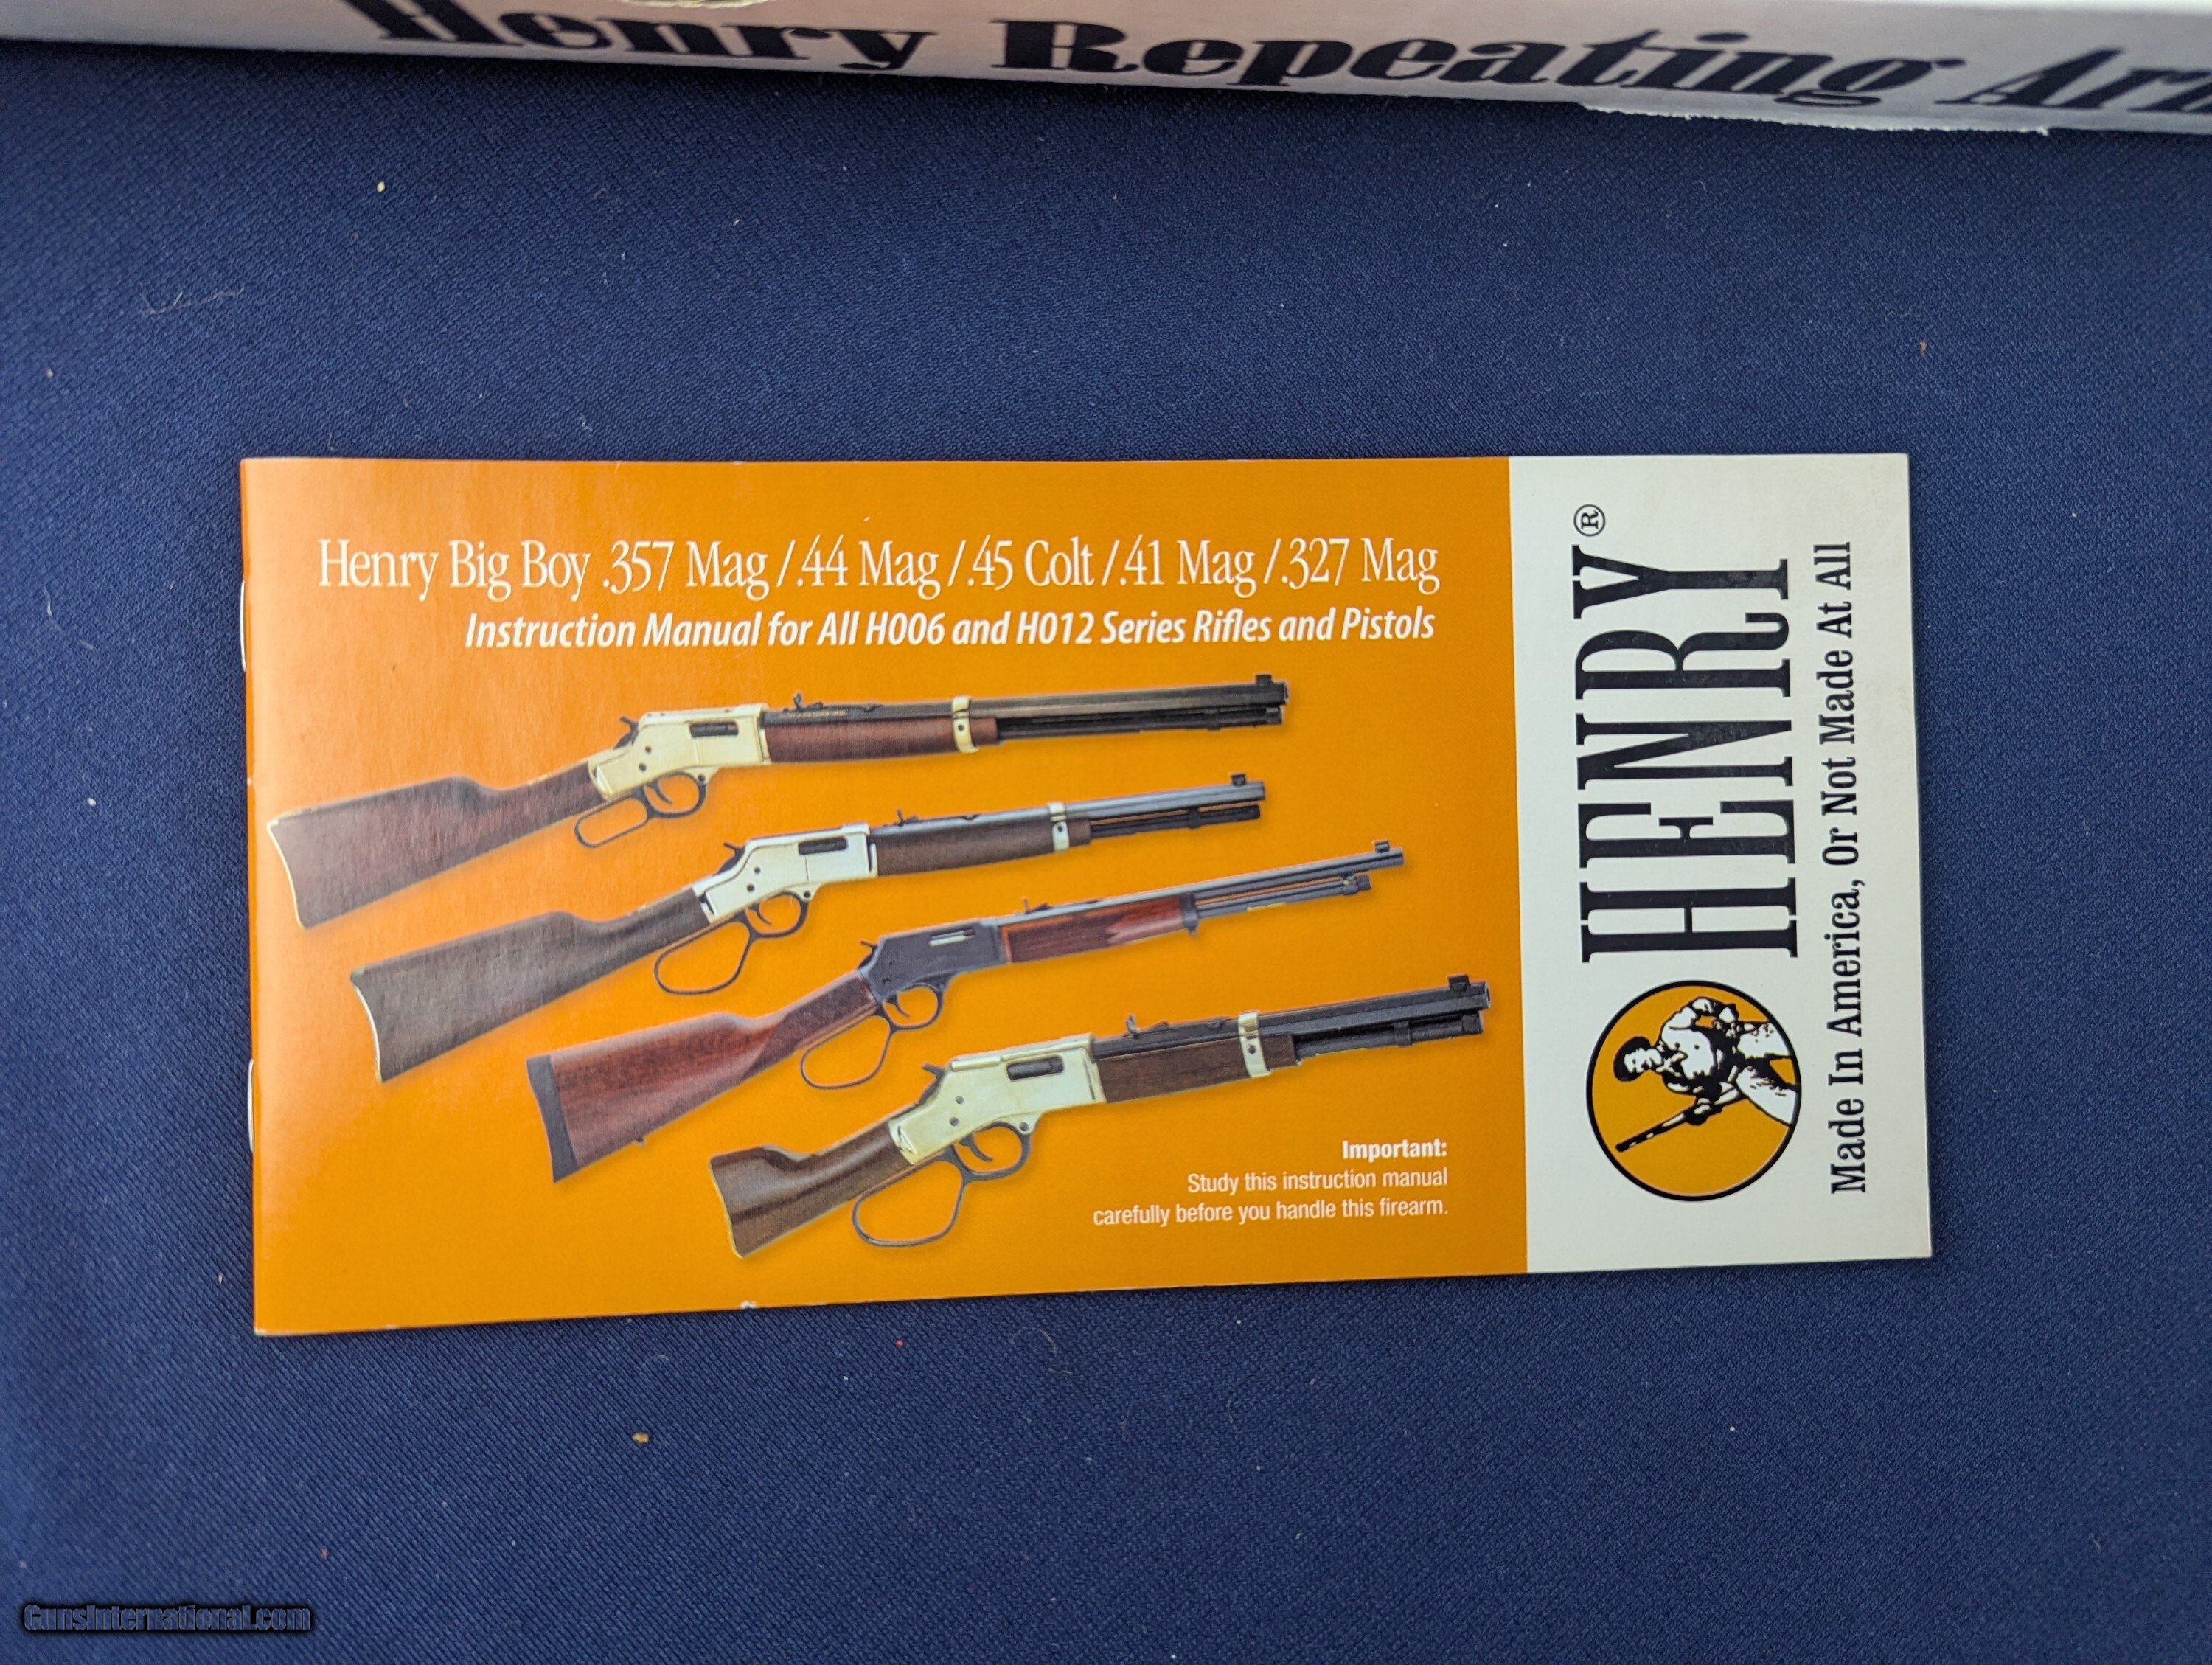 Henry Repeating
Henry Big Boy .357 Mag /.44 Mag /.45 Colt /.41 Mag /.327 Mag
Instruction Manual for All H006 and H012 Series Rifles and Pistols
Important:
Study this instruction manual
carefully before you handle this firearm.
HENRY®
Made In America, Or Not Made At All
GunsInternational.com